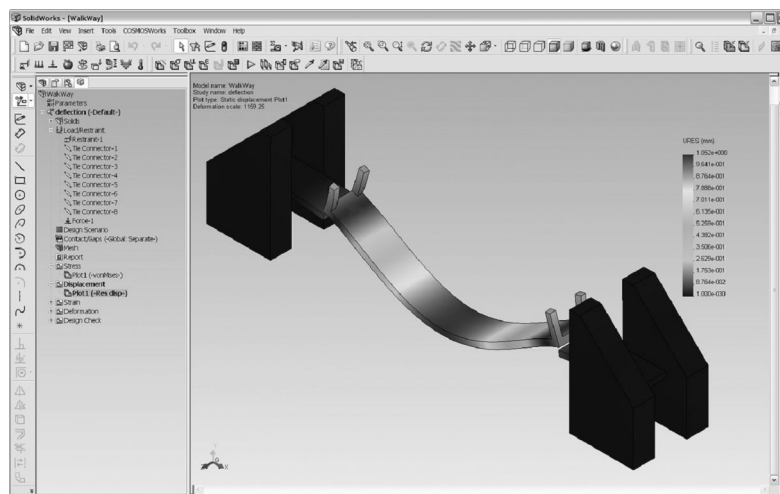 SolidWorks - [WalkWay]
File Edit View Insert Tools COSMOSWorks Toolbox Window Help
WalkWay
Parameters
deflection (-Default-)
Solids
Load/Restraint
Restraint-1
Tie Connector-1
Tie Connector-2
Tie Connector-3
Tie Connector-4
Tie Connector-5
Tie Connector-6
Tie Connector-7
Tie Connector-8
Force-1
Design Scenario
Contact/Gaps (-Global: Separate-)
Mesh
Report
Stress
Plot1 (-vonMises-)
Displacement
Plot1 (-Res disp-)
Strain
Deformation
Design Check
Model name: WalkWay
Study name: deflection
Plot type: Static displacement Plot1
Deformation scale: 1169.26
URES (mm)
1.052e+000
9.641e-001
8.764e-001
7.888e-001
7.011e-001
6.135e-001
5.259e-001
4.382e-001
3.506e-001
2.629e-001
1.753e-001
8.764e-002
1.000e-030
X